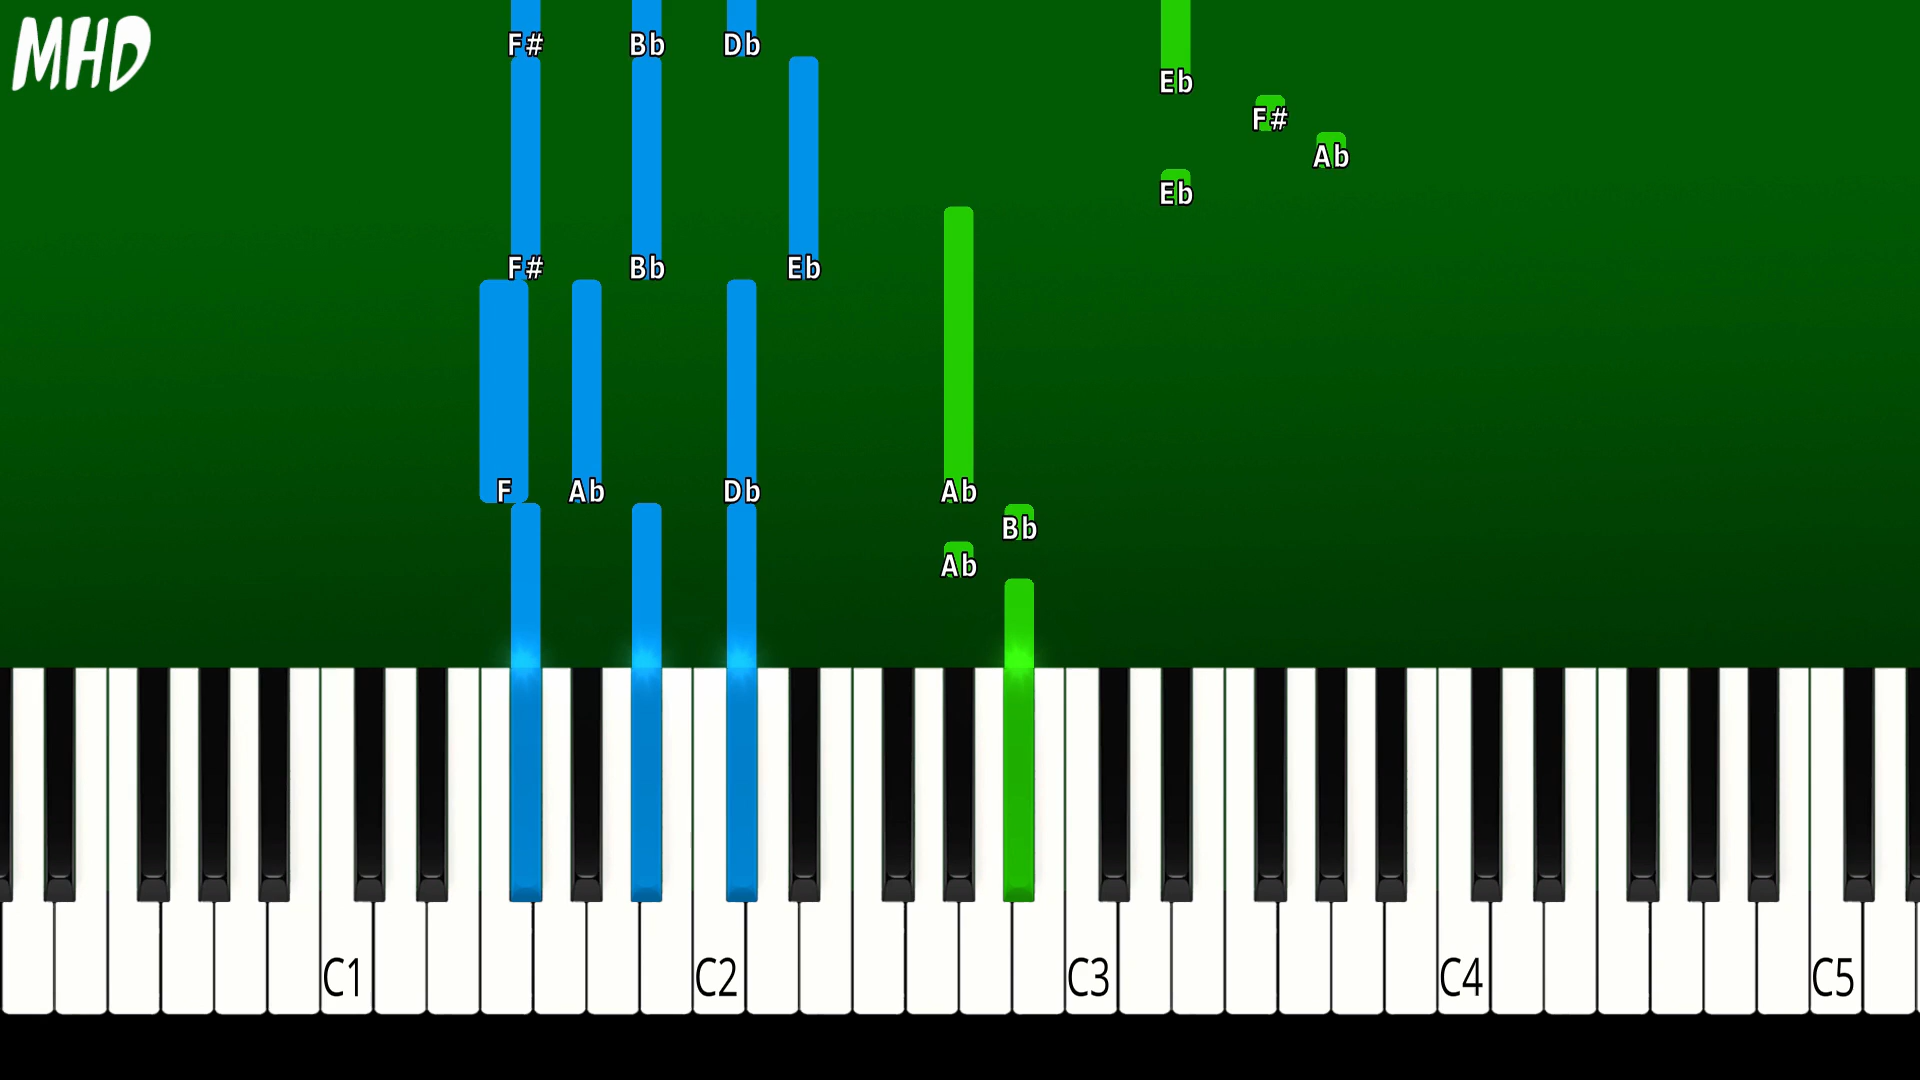 MHD
F# Bb Db
Eb
F#
Ab
Eb
F# Bb Eb
F Ab Db Ab
Bb
Ab
C1 C2 C3 C4 C5